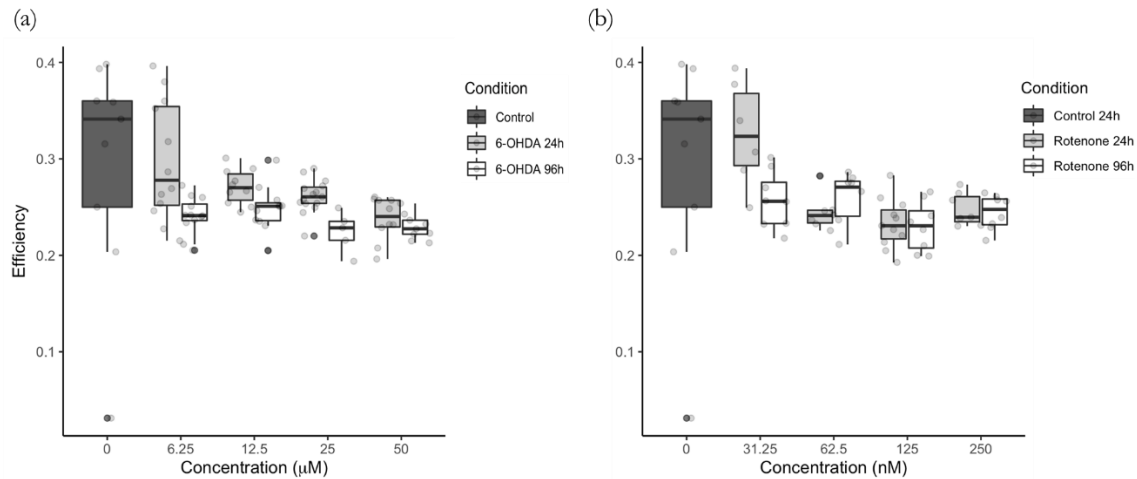 (a)
(b)
Efficiency
0.4
0.3
0.2
0.1
0
6.25
12.5
25
50
Concentration (μM)
Condition
Control
6-OHDA 24h
6-OHDA 96h
0.4
0.3
0.2
0.1
0
31.25
62.5
125
250
Concentration (nM)
Condition
Control 24h
Rotenone 24h
Rotenone 96h